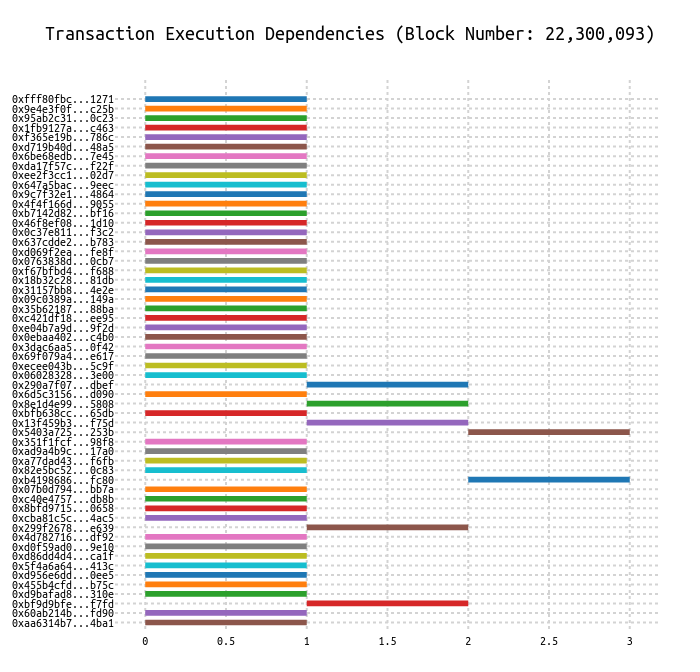 Transaction Execution Dependencies (Block Number: 22,300,093)
0xfff80fbc...1271
0x9e4e3f0f...c25b
0x95ab2c31...0c23
0x1fb9127a...c463
0xf365e19b...786c
0xd719b40d...48a5
0x6be68edb...7e45
0xda17f57c...f22f
0xee2f3cc1...02d7
0x647a5bac...9eec
0x9c7f32e1...4864
0x4f4f166d...9055
0xb7142d82...bf16
0x46f8ef08...1d10
0x0c37e811...f3c2
0x637cdde2...b783
0xd069f2ea...fe8f
0x0763838d...0cb7
0xf67bfbd4...f688
0x18b32c28...81db
0x31157bb8...4e2e
0x09c0389a...149a
0x35b62187...88ba
0xc421df18...ee95
0xe04b7a9d...9f2d
0x0ebaa402...c4b0
0x3dac6aa5...0f42
0x69f079a4...e617
0xecee043b...5c9f
0x06028328...3e00
0x290a7f07...dbef
0x6d5c3156...d090
0x8e1d4e99...5808
0xbfb638cc...65db
0x13f459b3...f75d
0x5403a725...253b
0x351f1fcf...98f8
0xad9a4b9c...17a0
0xa77dad43...f6fb
0x82e5bc52...0c83
0xb4198686...fc80
0x07b0d794...bb7a
0xc40e4757...db8b
0x8bfd9715...0658
0xcba81c5c...4ac5
0x299f2678...e639
0x4d782716...df92
0xd0f59ad0...9e10
0xd86dd4d4...ca1f
0x5f4a6a64...413c
0xd956e6dd...0ee5
0x455b4cfd...b75c
0xd9bafad8...310e
0xbf9d9bfe...f7fd
0x60ab214b...fd90
0xaa6314b7...4ba1
0 0.5 1 1.5 2 2.5 3